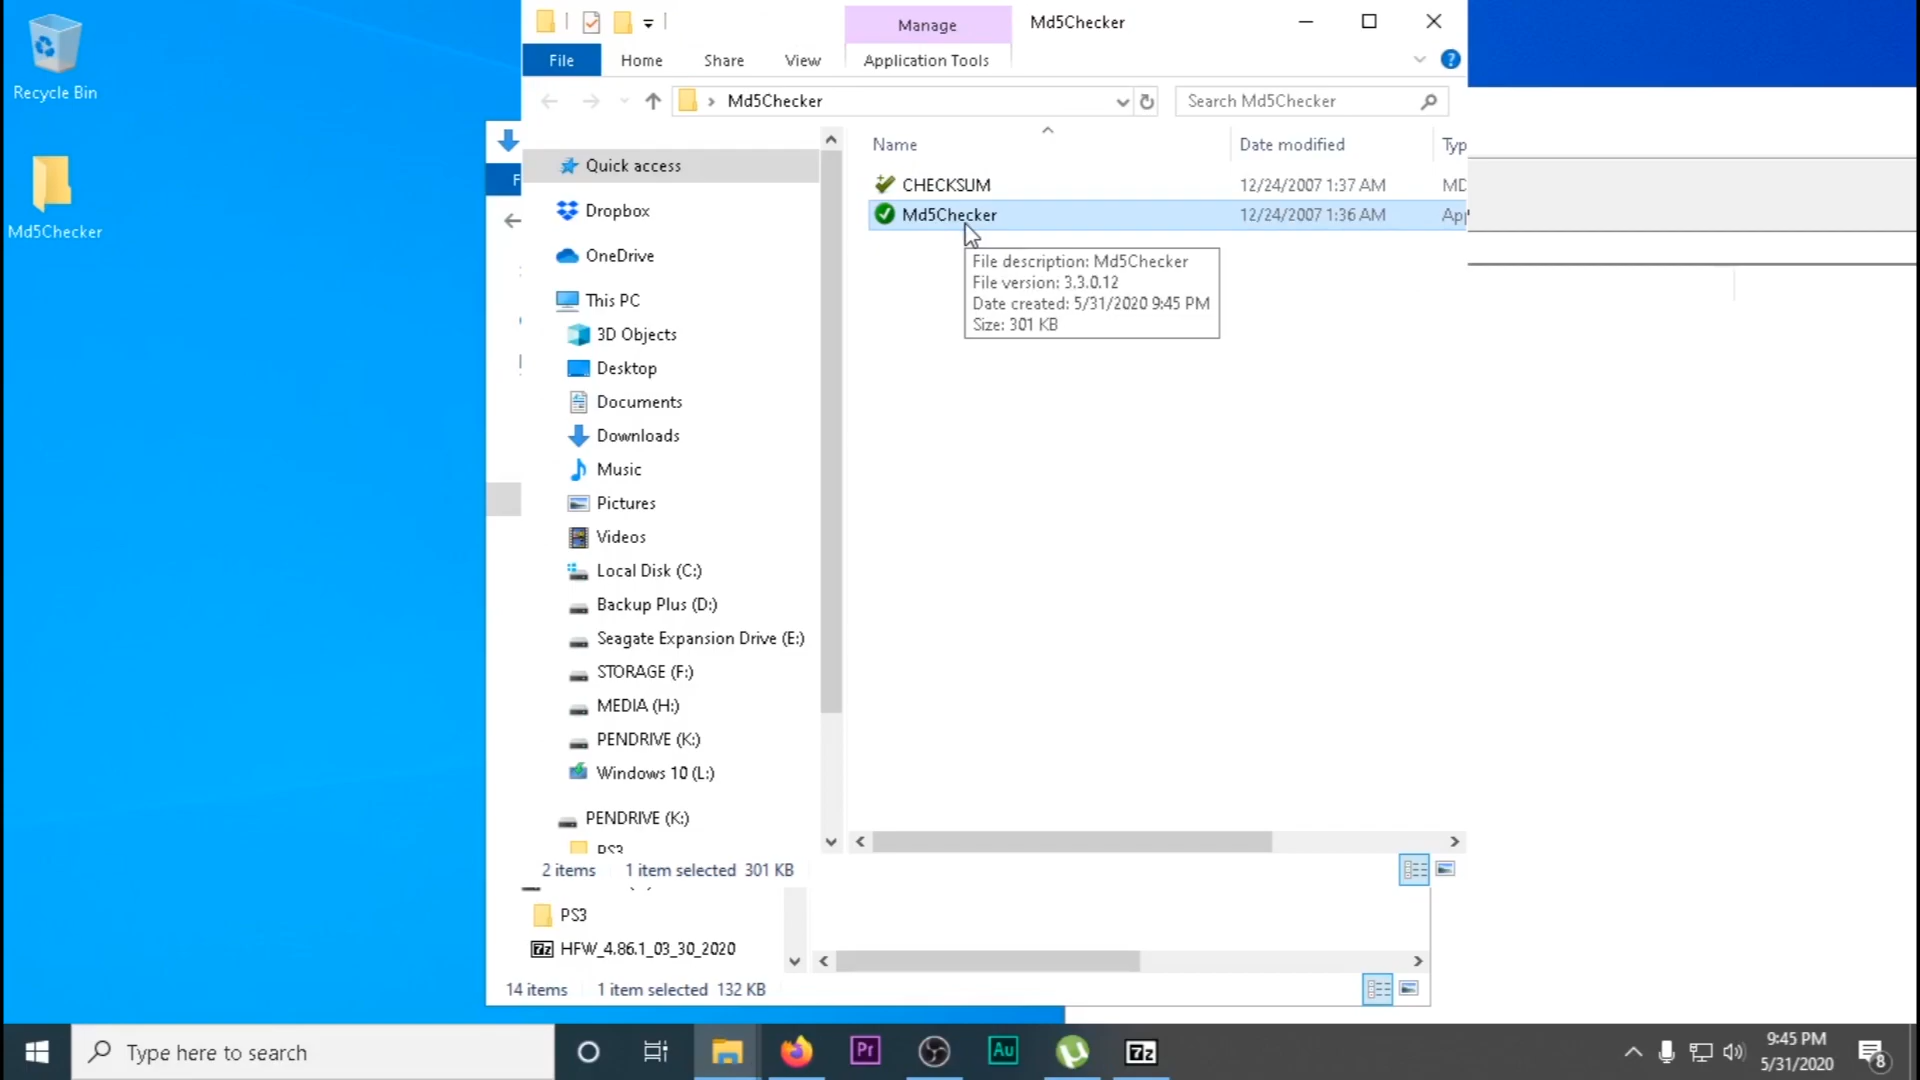 Recycle Bin
Md5Checker
Manage
Md5Checker
File
Home
Share
View
Application Tools
Md5Checker
Search Md5Checker
Name
Date modified
Typ
F
Quick access
Dropbox
OneDrive
This PC
3D Objects
Desktop
Documents
Downloads
Music
Pictures
Videos
Local Disk (C:)
Backup Plus (D:)
Seagate Expansion Drive (E:)
STORAGE (F:)
MEDIA (H:)
PENDRIVE (K:)
Windows 10 (L:)
PENDRIVE (K:)
PS3
CHECKSUM 12/24/2007 1:37 AM MD
Md5Checker 12/24/2007 1:36 AM App
File description: Md5Checker
File version: 3.3.0.12
Date created: 5/31/2020 9:45 PM
Size: 301 KB
2 items 1 item selected 301 KB
PS3
7z HFW_4.86.1_03_30_2020
14 items 1 item selected 132 KB
Type here to search
Pr
Au
7z
9:45 PM
5/31/2020
8